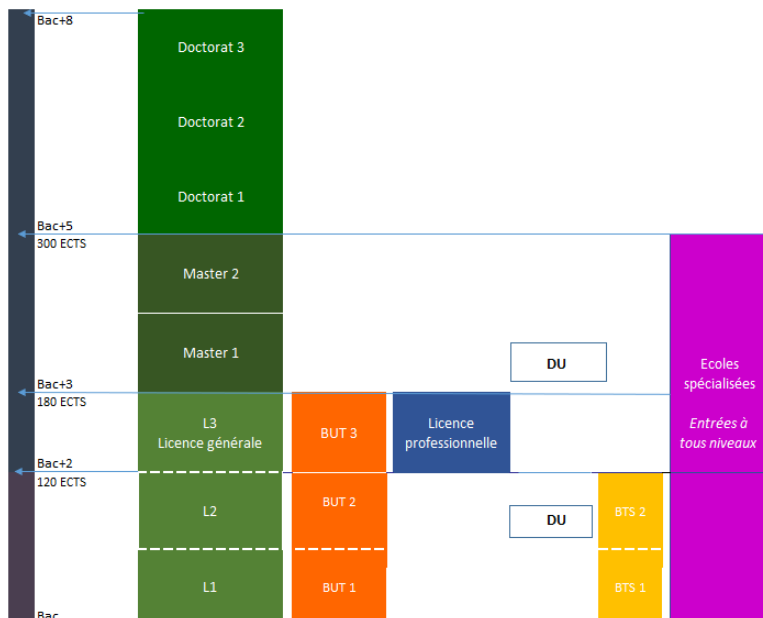 Bac+8
Doctorat 3
Doctorat 2
Doctorat 1
Bac+5
300 ECTS
Master 2
Master 1
DU
Ecoles
spécialisées
Entrées à
tous niveaux
Bac+3
180 ECTS
L3
Licence générale
BUT 3
Licence
professionnelle
Bac+2
120 ECTS
L2
BUT 2
DU
BTS 2
L1
BUT 1
BTS 1
Bac